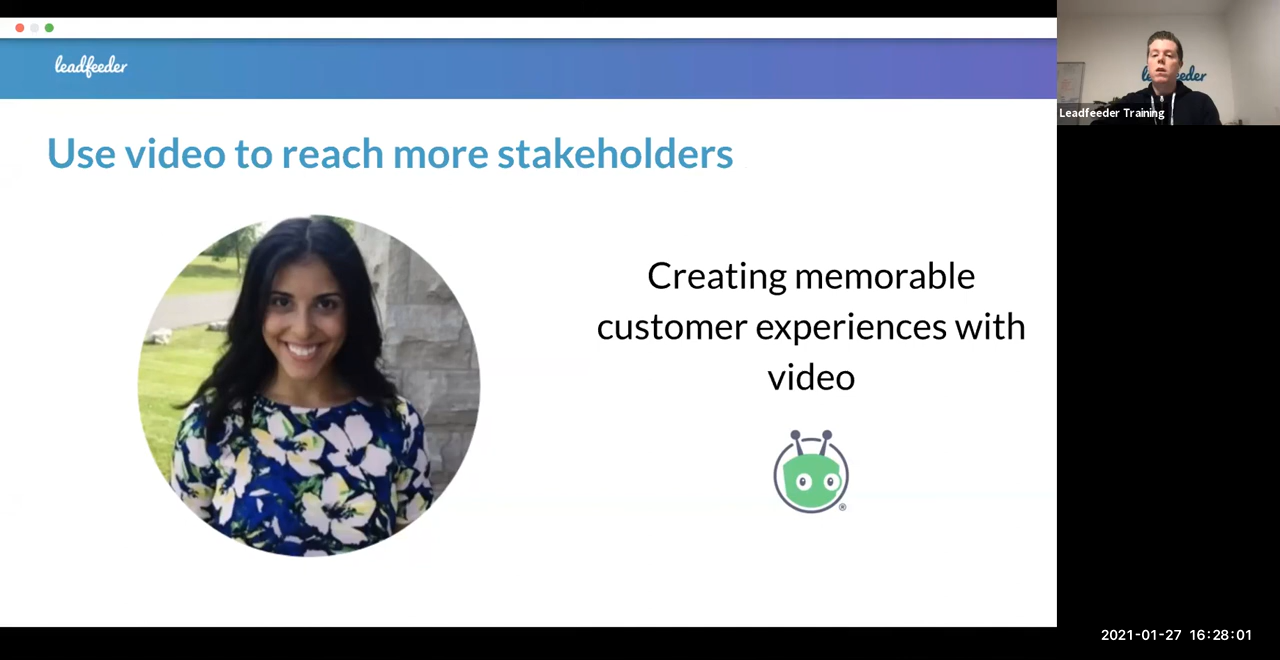 leadfeeder
Use video to reach more stakeholders
Creating memorable
customer experiences with
video
®
leadfeeder
Leadfeeder Training
2021-01-27 16:28:01